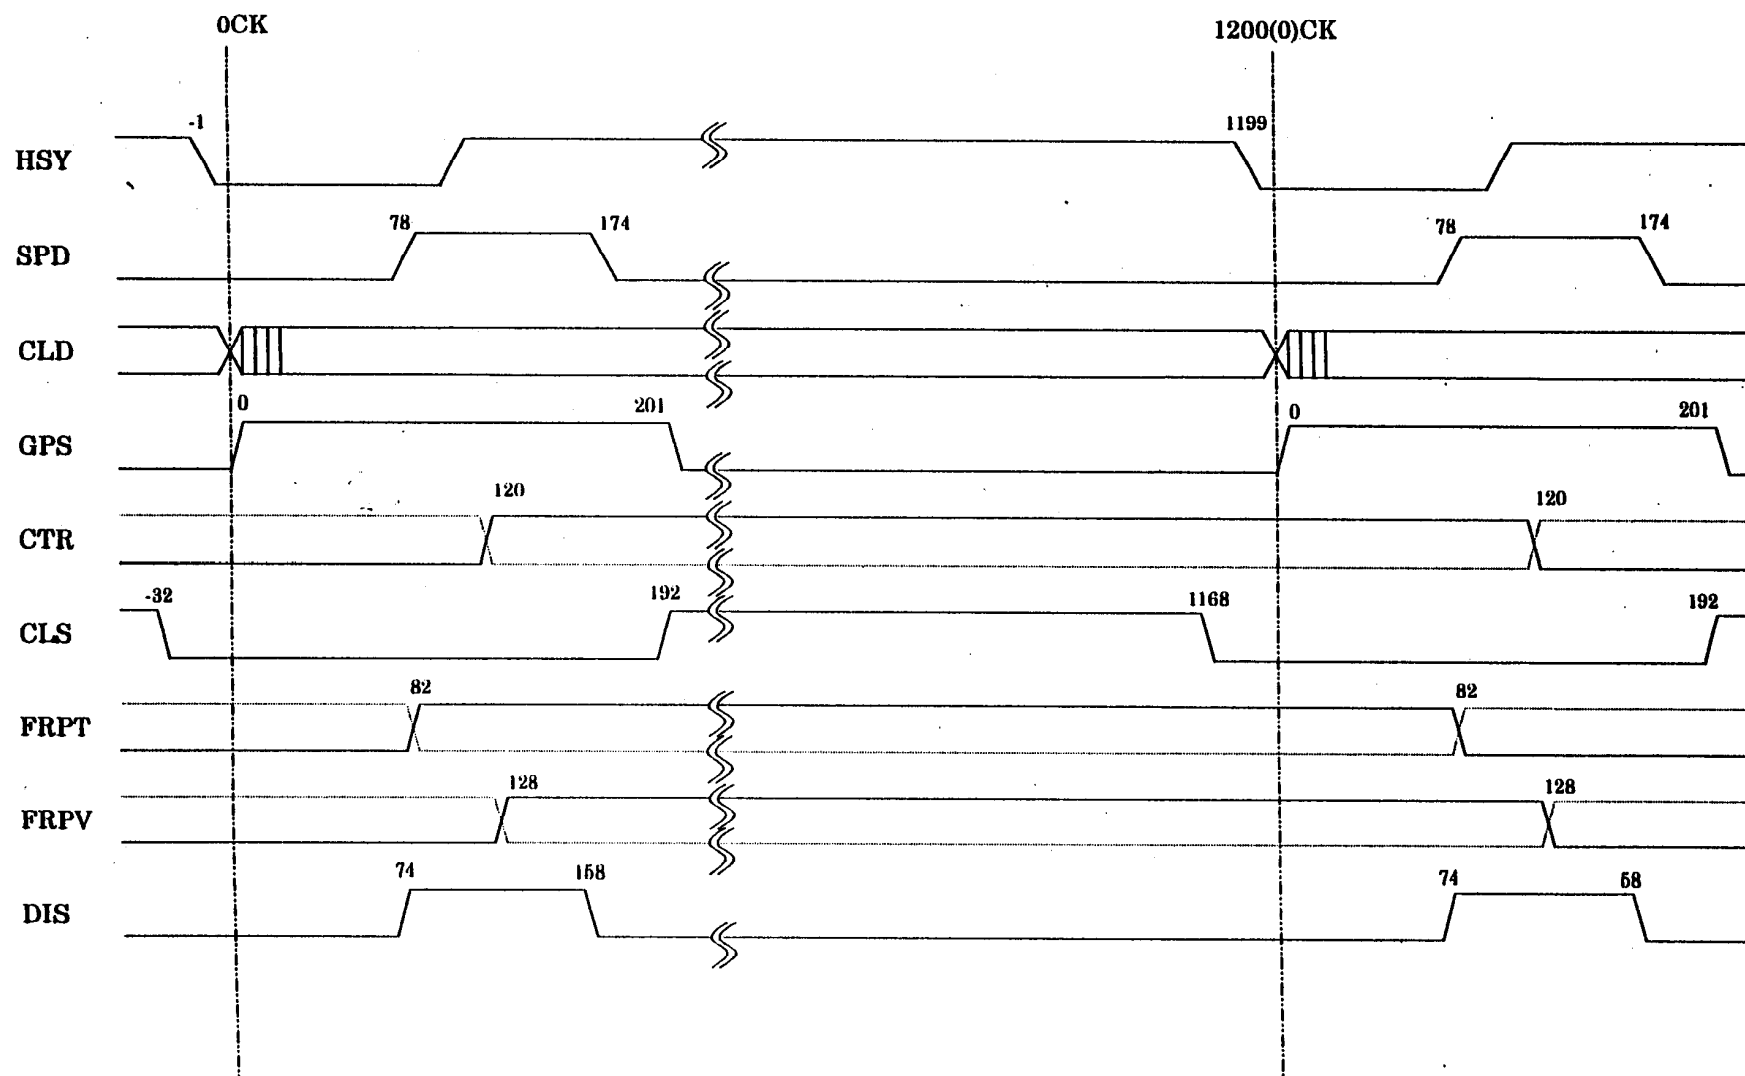 0CK 1200(0)CK
HSY -1 1199
SPD 78 174 78 174
CLD
GPS 0 201 0 201
CTR 120 120
CLS -32 192 1168 192
FRPT 82 82
FRPV 128 128
DIS 74 158 74 58